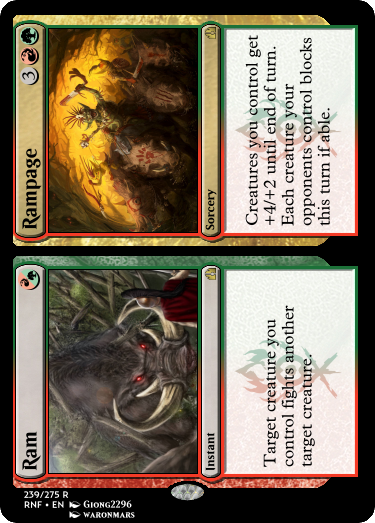 Rampage
3
Sorcery
Creatures you control get
+4/+2 until end of turn.
Each creature your
opponents control blocks
this turn if able.
Ram
Instant
Target creature you
control fights another
target creature.
239/275 R
RNF • EN
Giong2296
waronmars